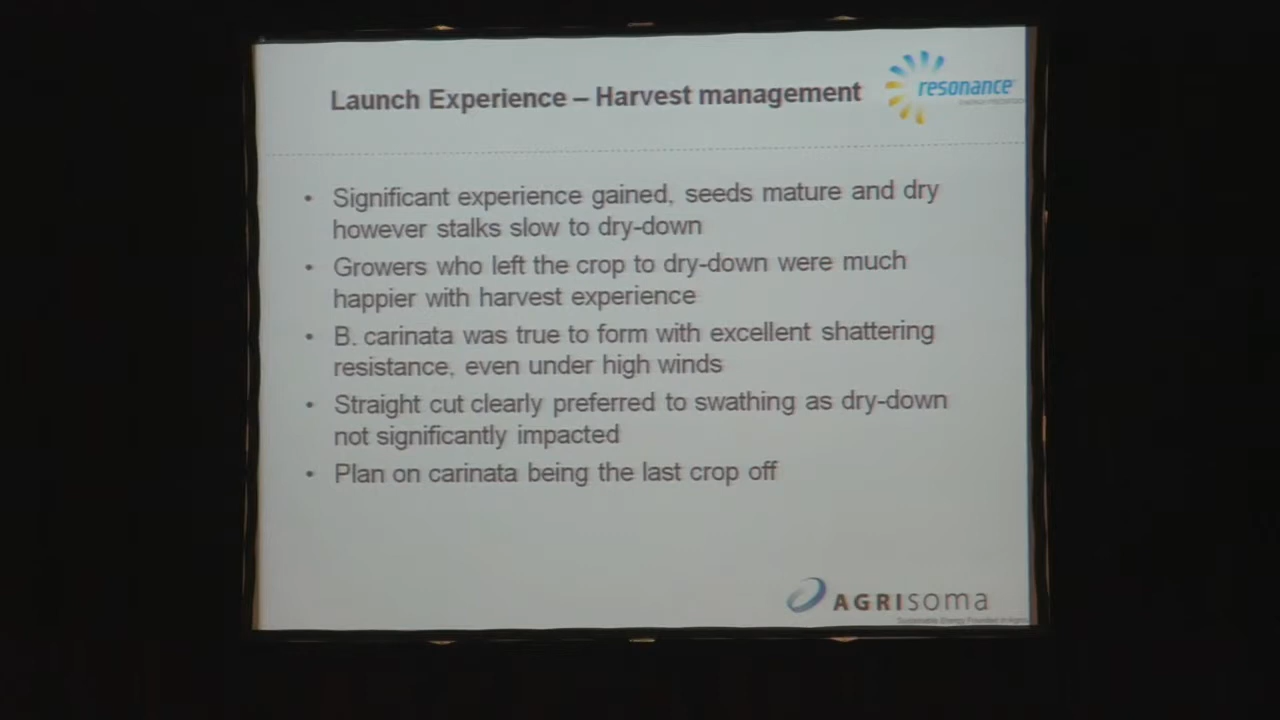 Launch Experience – Harvest management
resonance
• Significant experience gained, seeds mature and dry
however stalks slow to dry-down
• Growers who left the crop to dry-down were much
happier with harvest experience
• B. carinata was true to form with excellent shattering
resistance, even under high winds
• Straight cut clearly preferred to swathing as dry-down
not significantly impacted
• Plan on carinata being the last crop off
AGRISOMA